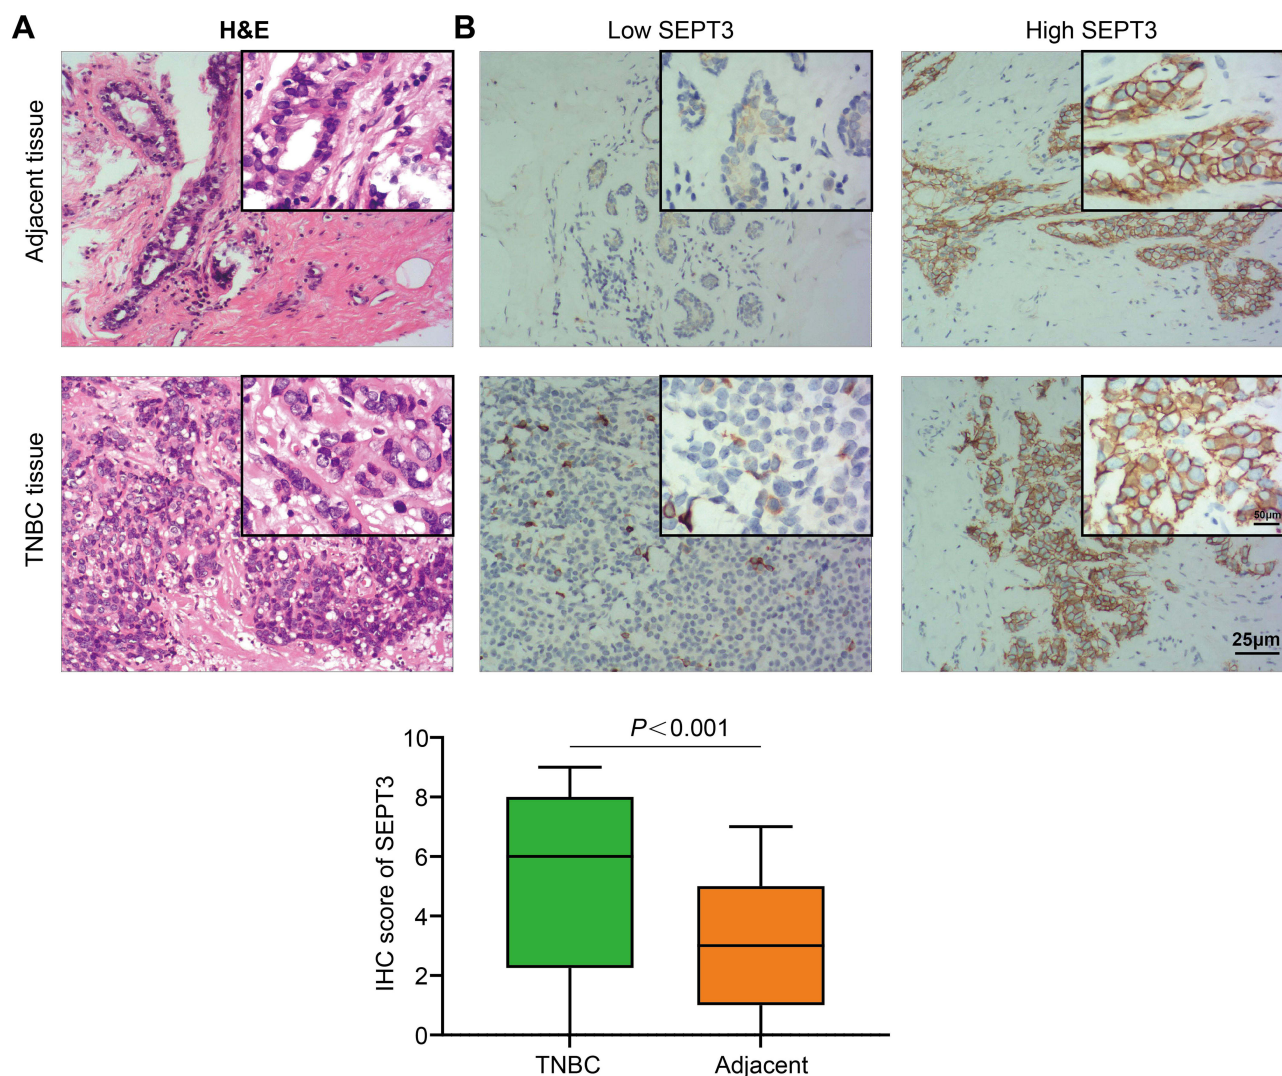 A
H&E
B
Low SEPT3
High SEPT3
Adjacent tissue
TNBC tissue
50μm
25μm
P<0.001
IHC score of SEPT3
10
8
6
4
2
0
TNBC
Adjacent